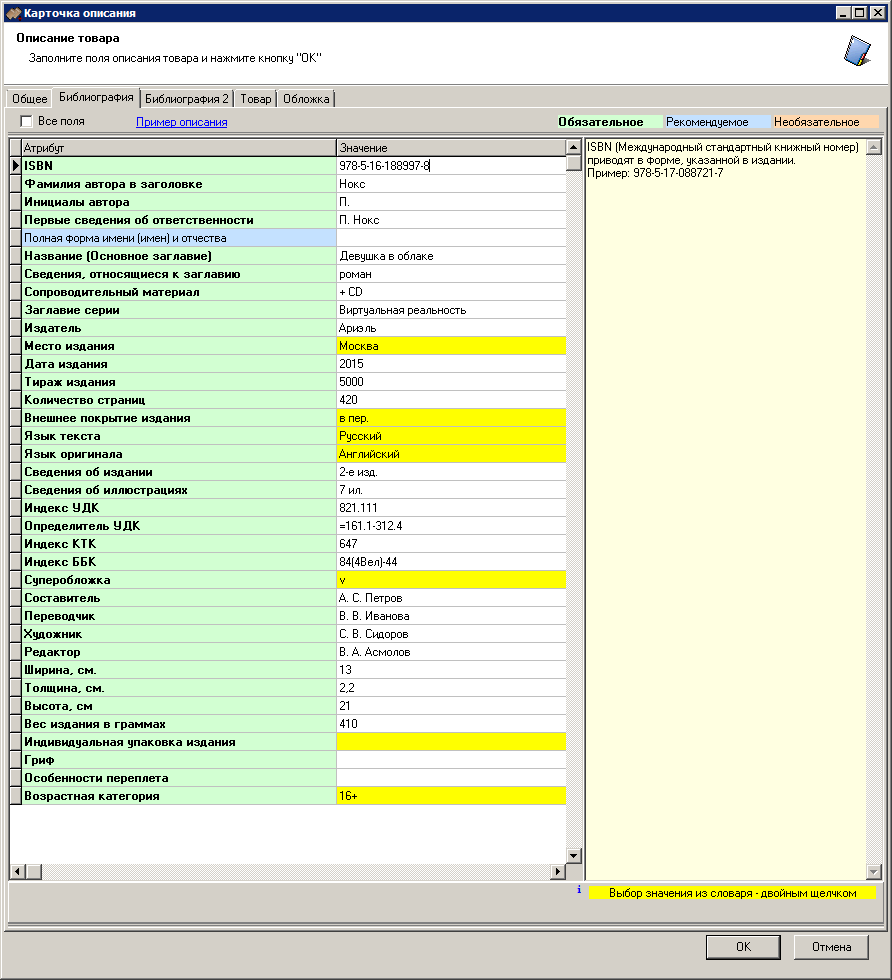 Карточка описания
Описание товара
Заполните поля описания товара и нажмите кнопку "ОК"
Общее Библиография Библиография 2 Товар Обложка
Все поля Пример описания Обязательное Рекомендуемое Необязательное
Атрибут Значение
ISBN 978-5-16-188997-8
Фамилия автора в заголовке Нокс
Инициалы автора П.
Первые сведения об ответственности П. Нокс
Полная форма имени (имен) и отчества
Название (Основное заглавие) Девушка в облаке
Сведения, относящиеся к заглавию роман
Сопроводительный материал + CD
Заглавие серии Виртуальная реальность
Издатель Ариэль
Место издания Москва
Дата издания 2015
Тираж издания 5000
Количество страниц 420
Внешнее покрытие издания в пер.
Язык текста Русский
Язык оригинала Английский
Сведения об издании 2-е изд.
Сведения об иллюстрациях 7 ил.
Индекс УДК 821.111
Определитель УДК =161.1-312.4
Индекс КТК 647
Индекс ББК 84(4Вел)-44
Суперобложка v
Составитель А. С. Петров
Переводчик В. В. Иванова
Художник С. В. Сидоров
Редактор В. А. Асмолов
Ширина, см. 13
Толщина, см. 2,2
Высота, см 21
Вес издания в граммах 410
Индивидуальная упаковка издания
Гриф
Особенности переплета
Возрастная категория 16+
ISBN (Международный стандартный книжный номер)
приводят в форме, указанной в издании.
Пример: 978-5-17-088721-7
i Выбор значения из словаря - двойным щелчком
ОК Отмена